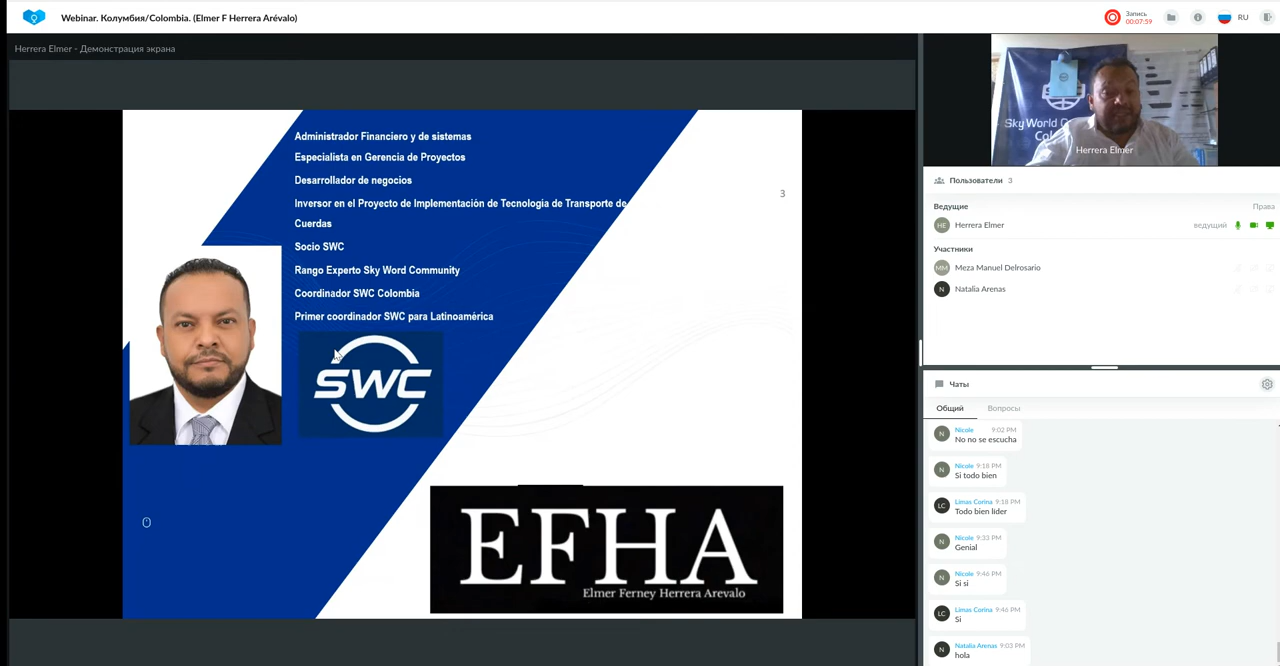 Webinar. Колумбия/Colombia. (Elmer F Herrera Arévalo)
Запись
00:07:59
RU
Herrera Elmer - Демонстрация экрана
Administrador Financiero y de sistemas
Especialista en Gerencia de Proyectos
Desarrollador de negocios
Inversor en el Proyecto de Implementación de Tecnologia de Transporte de
Cuerdas
Socio SWC
Rango Experto Sky Word Community
Coordinador SWC Colombia
Primer coordinador SWC para Latinoamérica
3
SWC
EFHA
Elmer Ferney Herrera Arevalo
Sky World
Herrera Elmer
Пользователи 3
Ведущие Права
HE Herrera Elmer ведущий
Участники
MM Meza Manuel Delrosario
N Natalia Arenas
Чаты
Общий Вопросы
N Nicole 9:02 PM
No no se escucha
N Nicole 9:18 PM
Si todo bien
LC Limas Corina 9:18 PM
Todo bien líder
N Nicole 9:33 PM
Genial
N Nicole 9:46 PM
Si si
LC Limas Corina 9:46 PM
Si
N Natalia Arenas 9:03 PM
hola